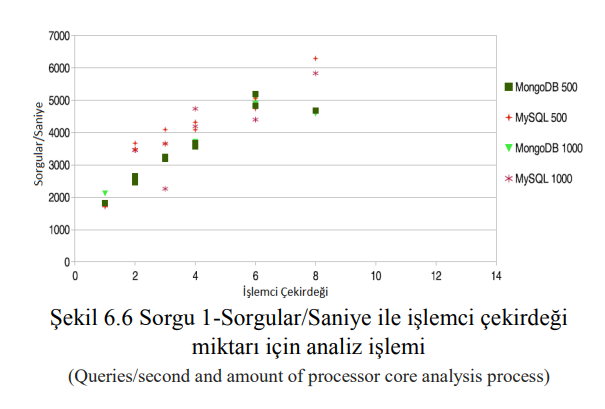 7000
6000
5000
4000
3000
2000
1000
0
Sorgular/Saniye
0 2 4 6 8 10 12 14
İşlemci Çekirdeği
MongoDB 500
MySQL 500
MongoDB 1000
MySQL 1000
Şekil 6.6 Sorgu 1-Sorgular/Saniye ile işlemci çekirdeği
miktarı için analiz işlemi
(Queries/second and amount of processor core analysis process)